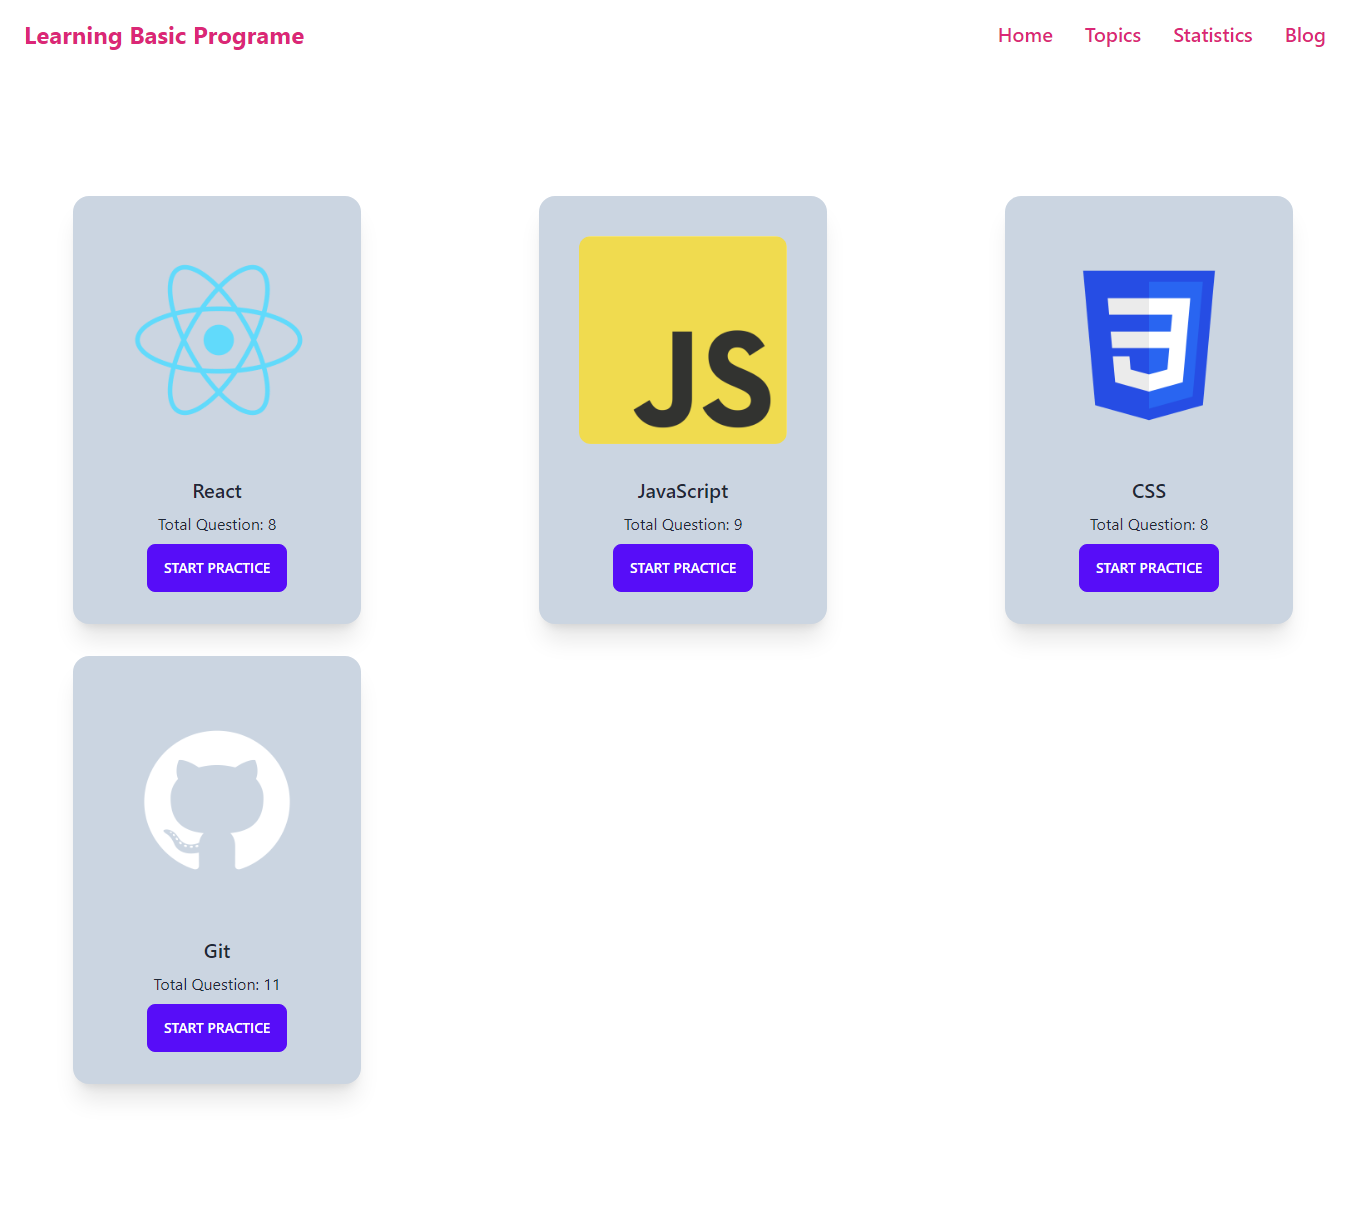 Learning Basic Programe
Home Topics Statistics Blog
JS
React
Total Question: 8
START PRACTICE
JavaScript
Total Question: 9
START PRACTICE
CSS
Total Question: 8
START PRACTICE
Git
Total Question: 11
START PRACTICE